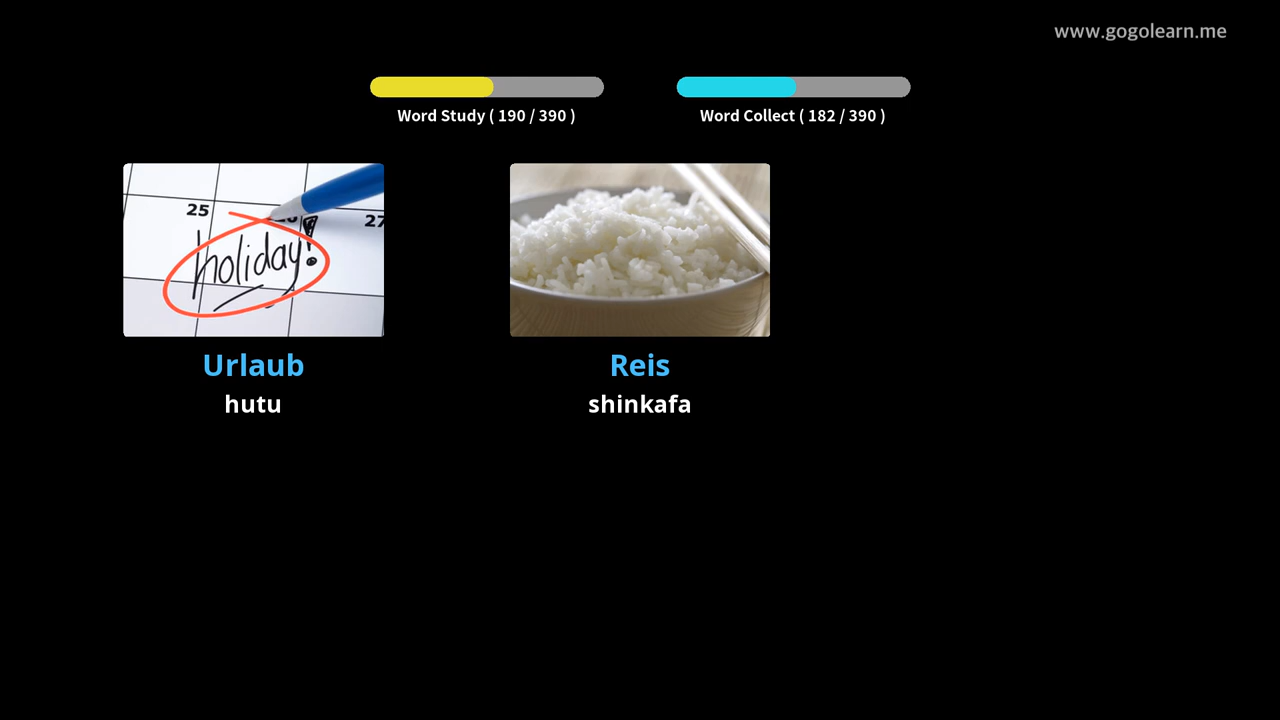 www.gogolearn.me
Word Study ( 190 / 390 )
Word Collect ( 182 / 390 )
25
27
holiday!
Urlaub
hutu
Reis
shinkafa